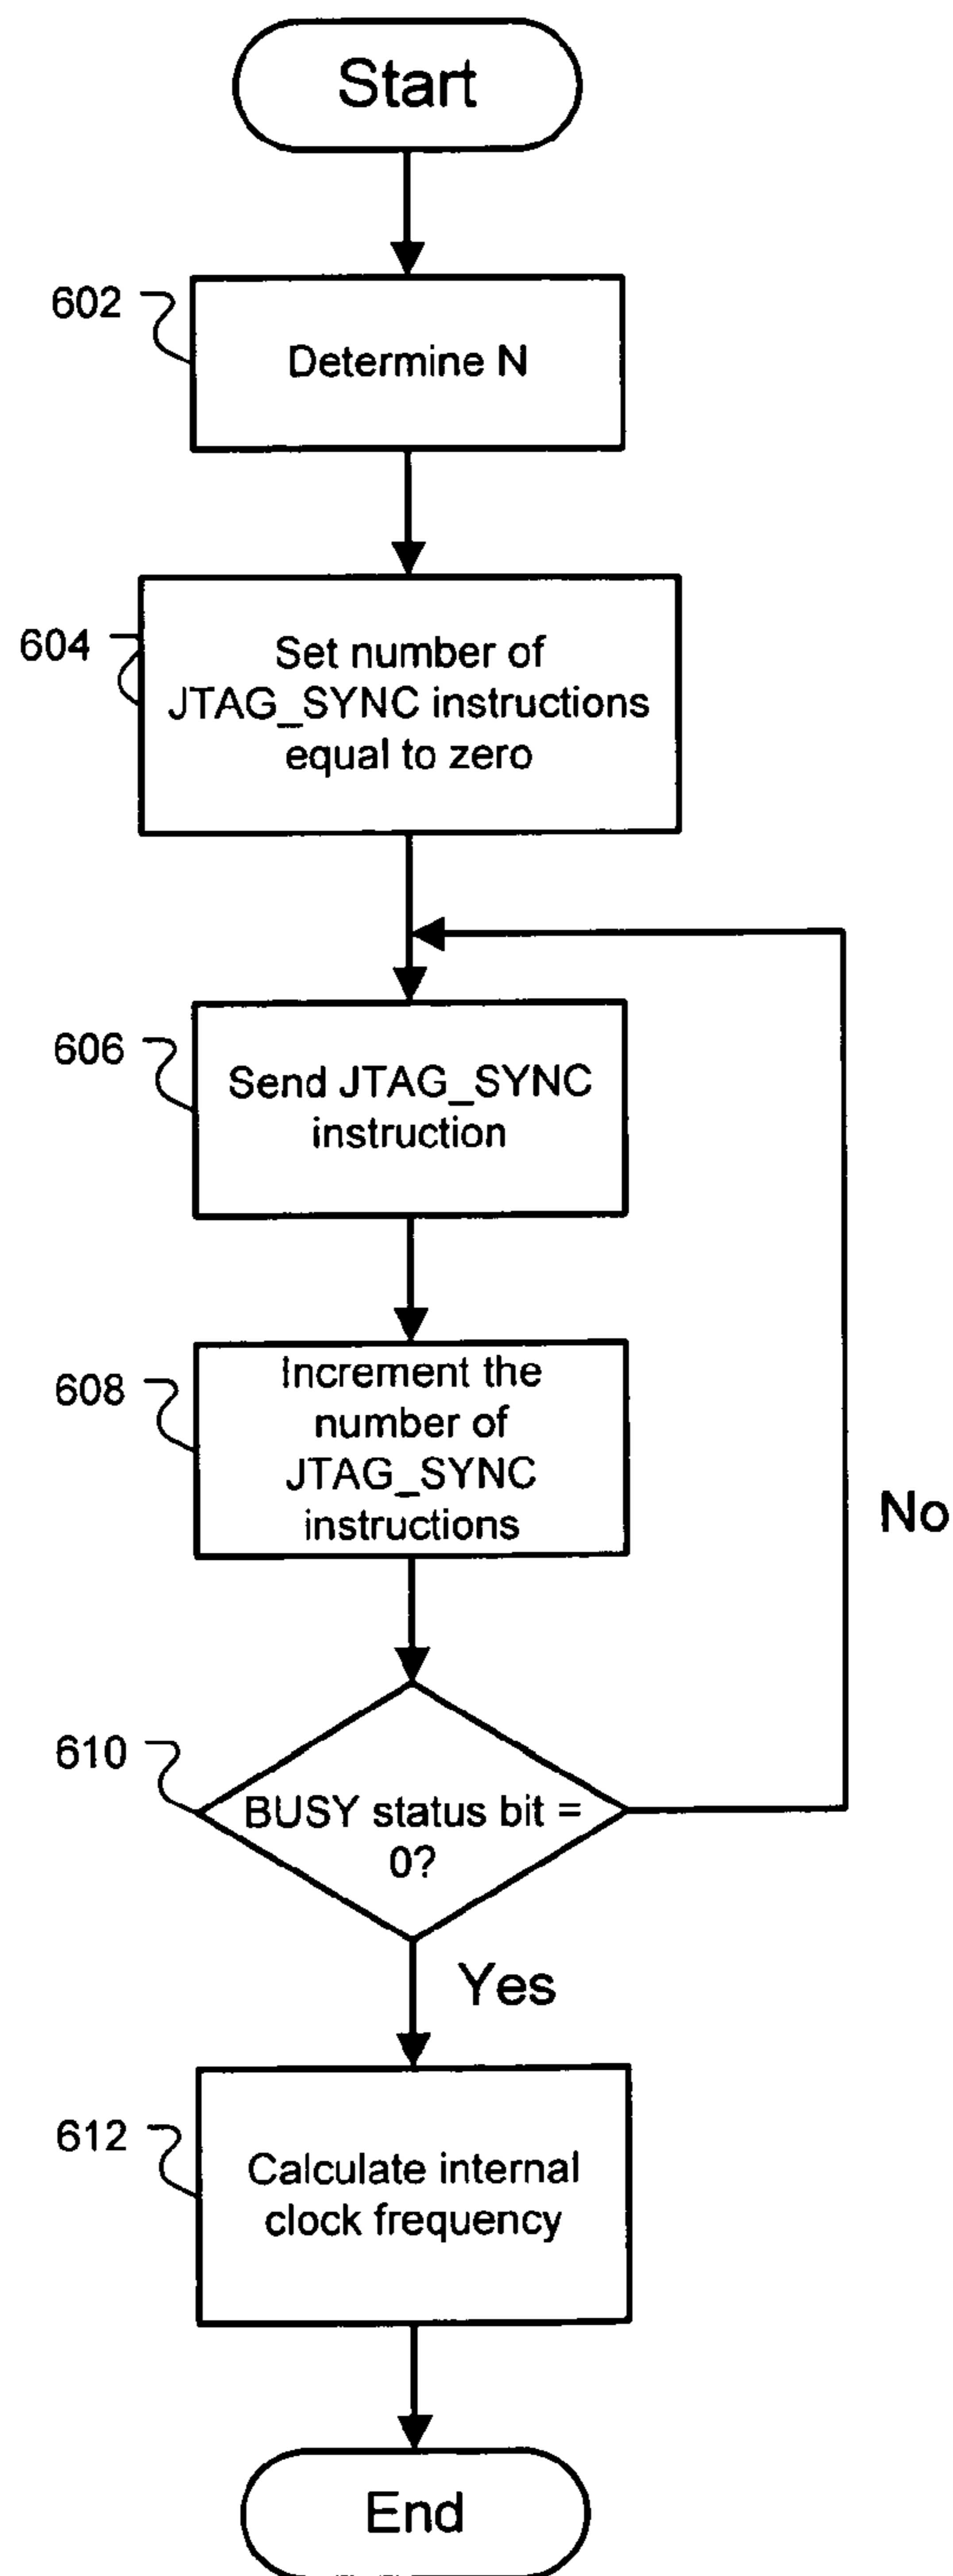 Start
602
Determine N
604
Set number of
JTAG_SYNC instructions
equal to zero
606
Send JTAG_SYNC
instruction
608
Increment the
number of
JTAG_SYNC
instructions
No
610
BUSY status bit =
0?
Yes
612
Calculate internal
clock frequency
End